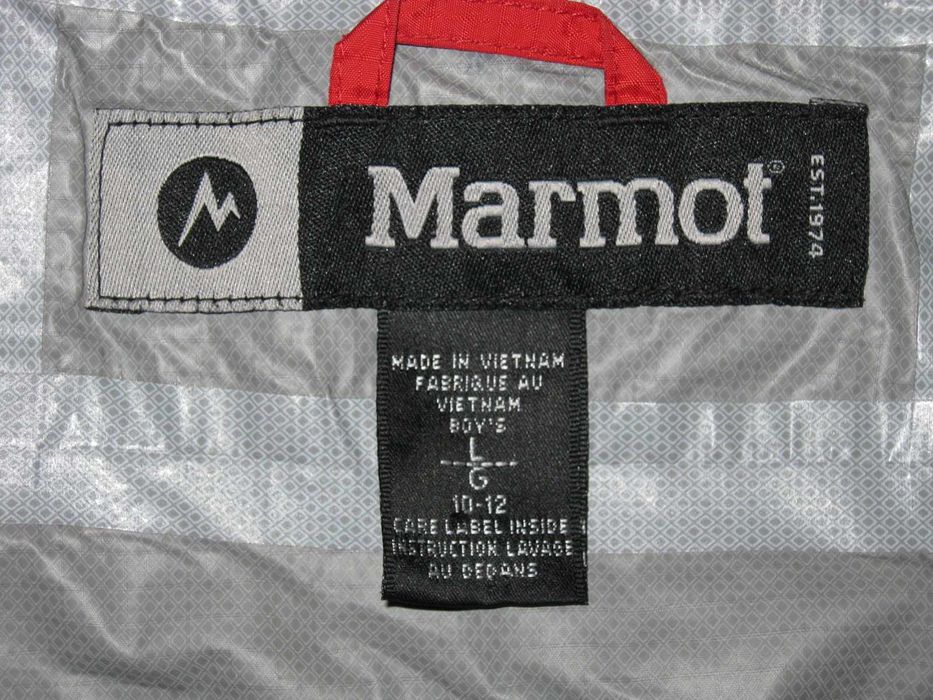 Marmot®
EST.1974
MADE IN VIETNAM
FABRIQUE AU
VIETNAM
BOY'S
L
G
10-12
CARE LABEL INSIDE
INSTRUCTION LAVAGE
AU DEDANS